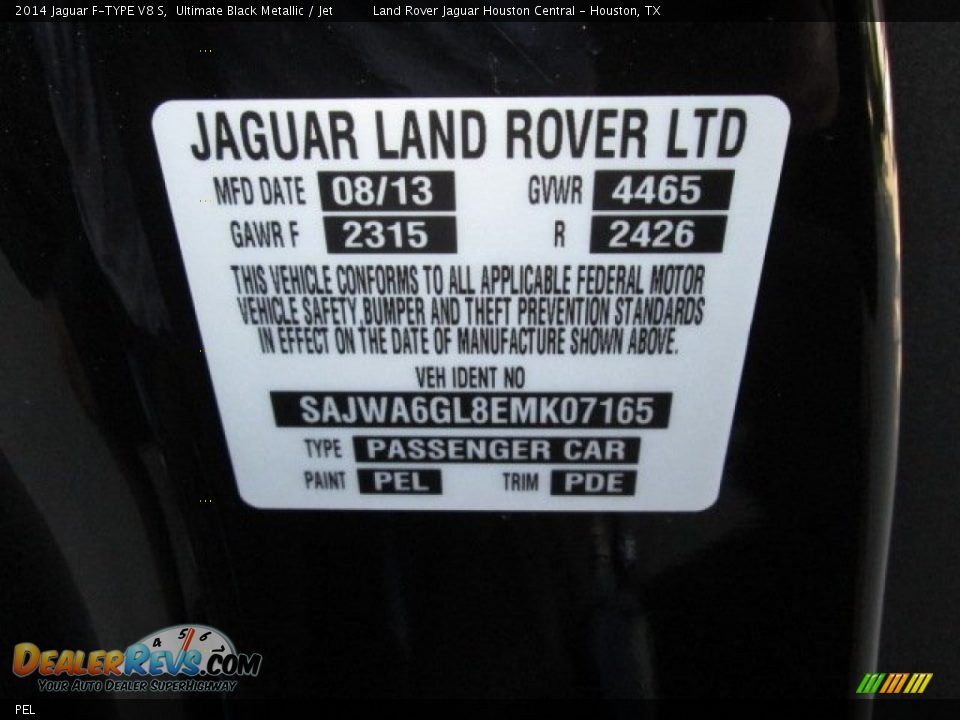 2014 Jaguar F-TYPE V8 S, Ultimate Black Metallic / Jet Land Rover Jaguar Houston Central - Houston, TX
JAGUAR LAND ROVER LTD
MFD DATE 08/13 GVWR 4465
GAWR F 2315 R 2426
THIS VEHICLE CONFORMS TO ALL APPLICABLE FEDERAL MOTOR
VEHICLE SAFETY,BUMPER AND THEFT PREVENTION STANDARDS
IN EFFECT ON THE DATE OF MANUFACTURE SHOWN ABOVE.
VEH IDENT NO
SAJWA6GL8EMK07165
TYPE PASSENGER CAR
PAINT PEL TRIM PDE
4 5 6
DEALERREVS.COM
YOUR AUTO DEALER SUPERHIGHWAY
PEL